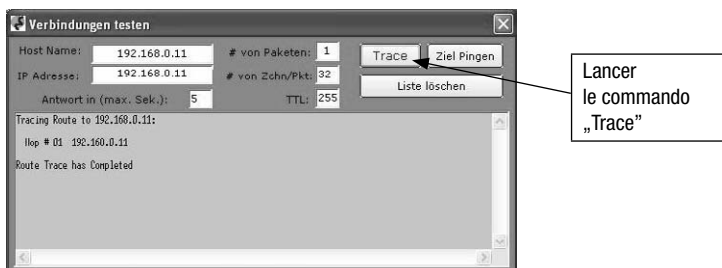 Verbindungen testen
Host Name: 192.168.0.11 # von Paketen: 1 Trace Ziel Pingen
IP Adresse: 192.168.0.11 # von Zchn/Pkt: 32 Liste löschen
Antwort in (max. Sek.): 5 TTL: 255
Tracing Route to 192.168.0.11:
Hop # 01 192.168.0.11
Route Trace has Completed
Lancer
le commando
„Trace”